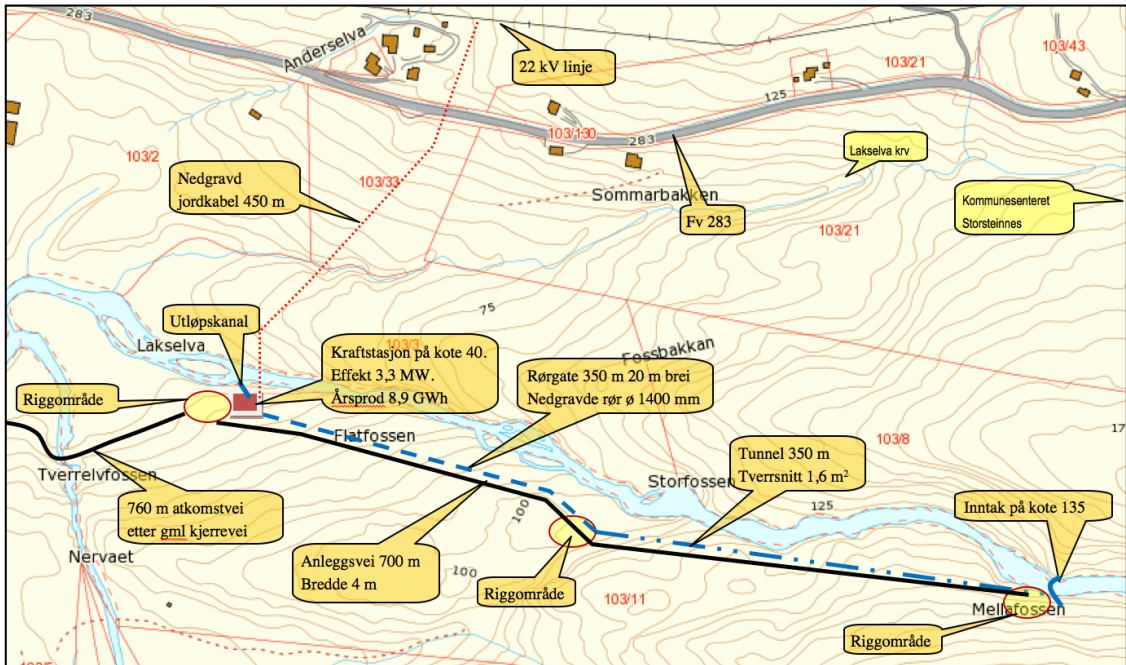 283
Anderselva
22 kV linje
103/21
103/43
125
103/2
103/130
283
Lakselva krv
Nedgravd
jordkabel 450 m
103/33
Sommarbakken
Fv 283
Kommunesenteret
Storsteinnes
103/21
75
Utløpskanal
Lakselva
103/3
Kraftstasjon på kote 40.
Effekt 3,3 MW.
Årsprod 8,9 GWh
Fossbakkan
Rørgate 350 m 20 m brei
Nedgravde rør ø 1400 mm
Riggområde
Flatfossen
103/8
17
Tverrelvfossen
Storfossen
Tunnel 350 m
Tverrsnitt 1,6 m²
125
Inntak på kote 135
760 m atkomstvei
etter gml kjerrevei
100
Nervaet
Anleggsvei 700 m
Bredde 4 m
100
Riggområde
103/11
Mellafossen
Riggområde